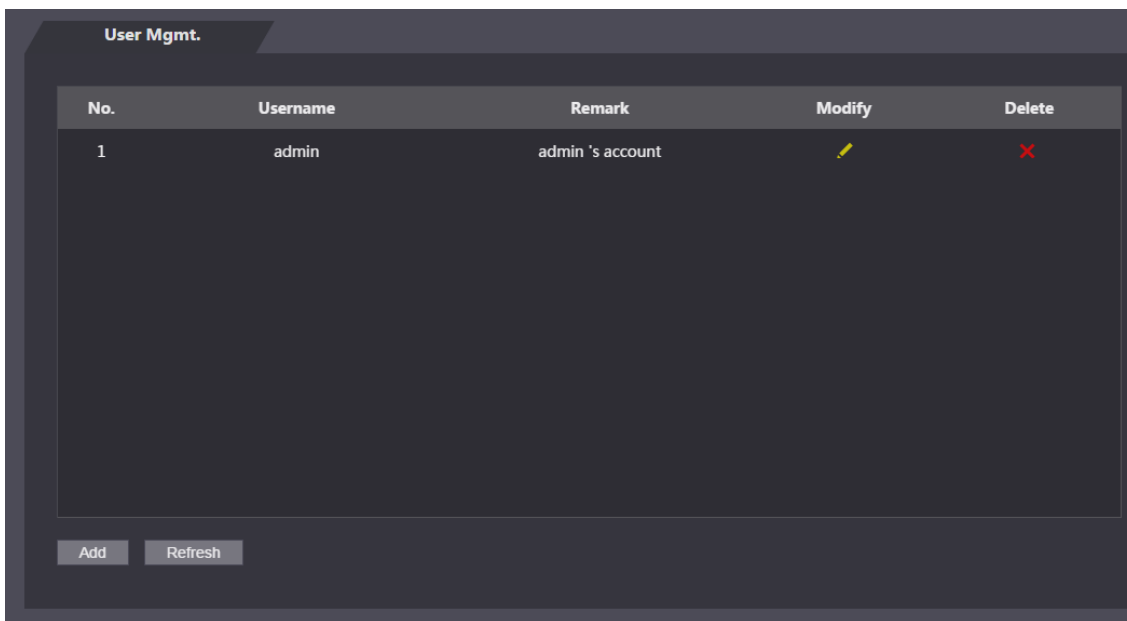 User Mgmt.
No. Username Remark Modify Delete
1 admin admin 's account
Add Refresh